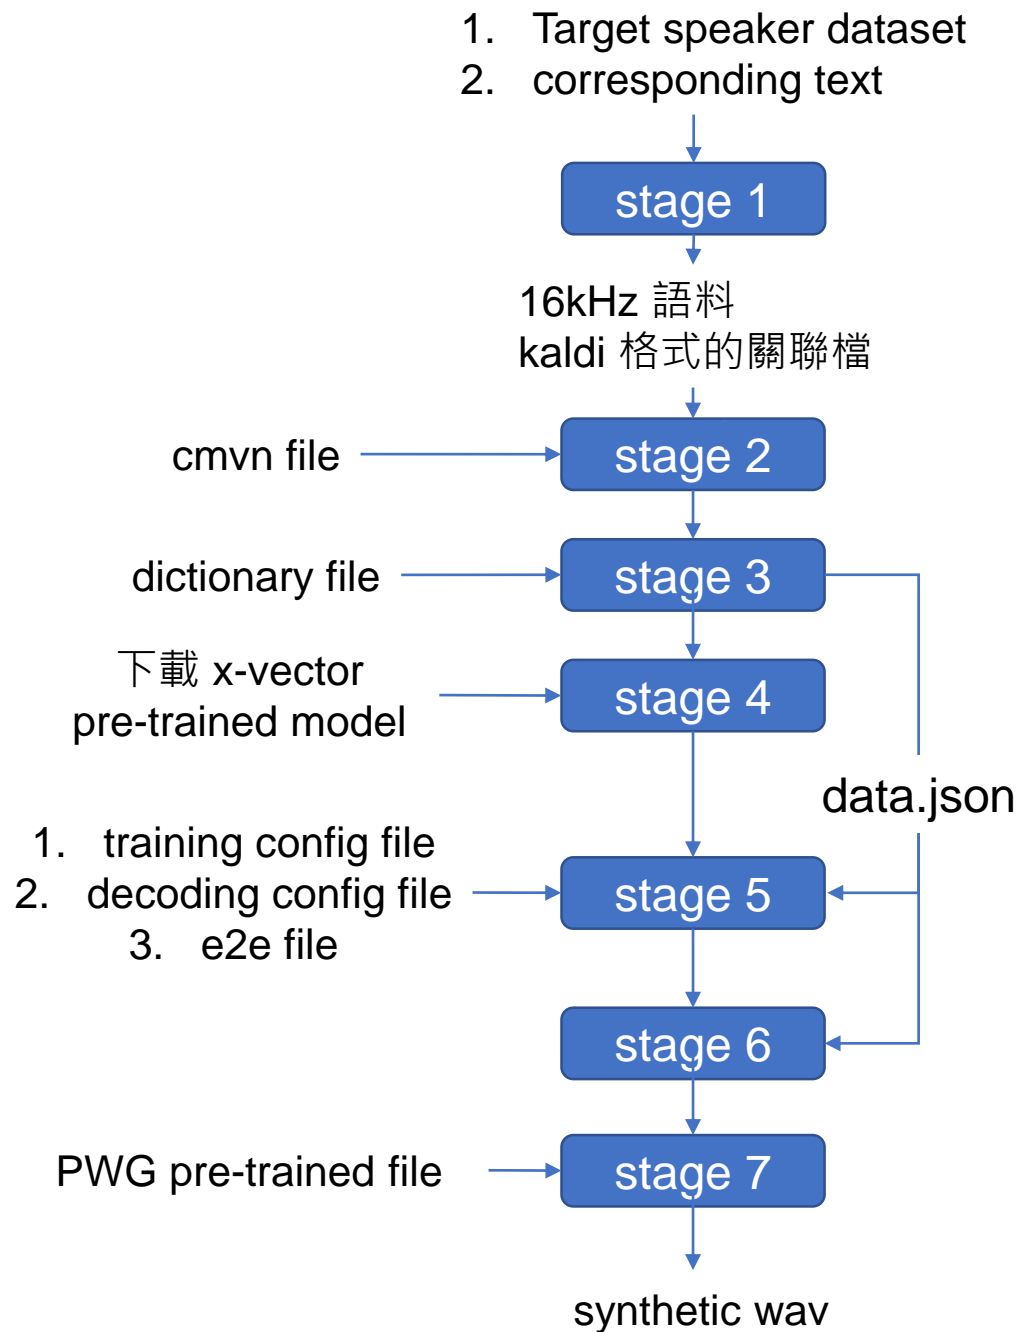 1. Target speaker dataset
2. corresponding text
stage 1
16kHz 語料
kaldi 格式的關聯檔
cmvn file
stage 2
dictionary file
stage 3
下載 x-vector
pre-trained model
stage 4
data.json
1. training config file
2. decoding config file
3. e2e file
stage 5
stage 6
PWG pre-trained file
stage 7
synthetic wav